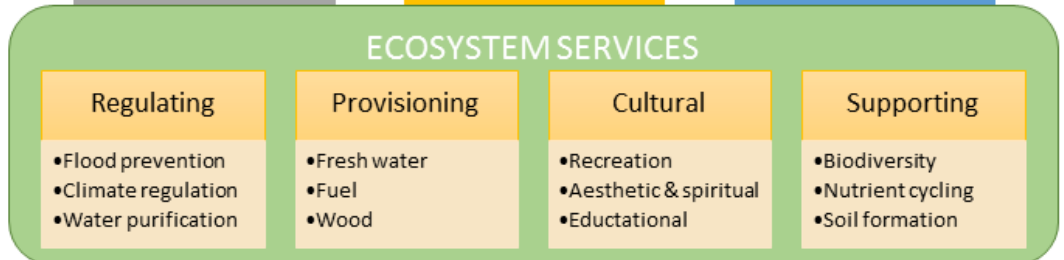 ECOSYSTEM SERVICES
Regulating
•Flood prevention
•Climate regulation
•Water purification
Provisioning
•Fresh water
•Fuel
•Wood
Cultural
•Recreation
•Aesthetic & spiritual
•Eductational
Supporting
•Biodiversity
•Nutrient cycling
•Soil formation